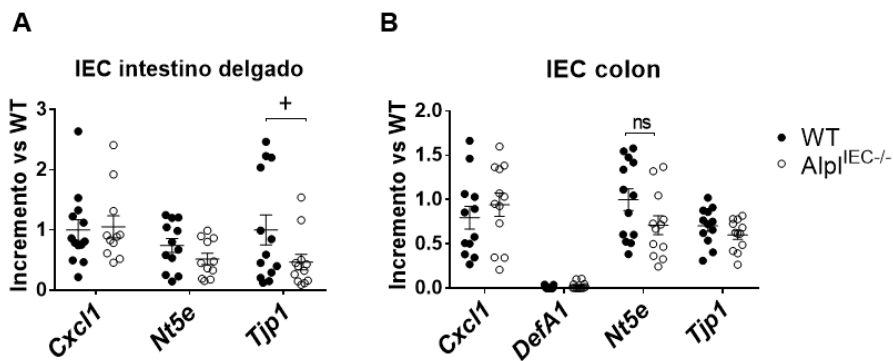 A
IEC intestino delgado
Incremento vs WT
3
2
1
0
+
Cxcl1
Nt5e
Tjp1
B
IEC colon
Incremento vs WT
2.0
1.5
1.0
0.5
0.0
ns
Cxcl1
DefA1
Nt5e
Tjp1
WT
Alpl^IEC-/-